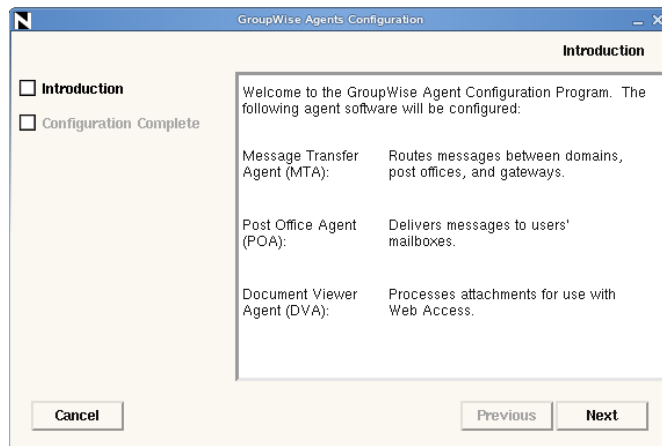 N
GroupWise Agents Configuration
Introduction
Introduction
Configuration Complete
Welcome to the GroupWise Agent Configuration Program. The
following agent software will be configured:
Message Transfer Routes messages between domains,
Agent (MTA): post offices, and gateways.
Post Office Agent Delivers messages to users'
(POA): mailboxes.
Document Viewer Processes attachments for use with
Agent (DVA): Web Access.
Cancel
Previous
Next